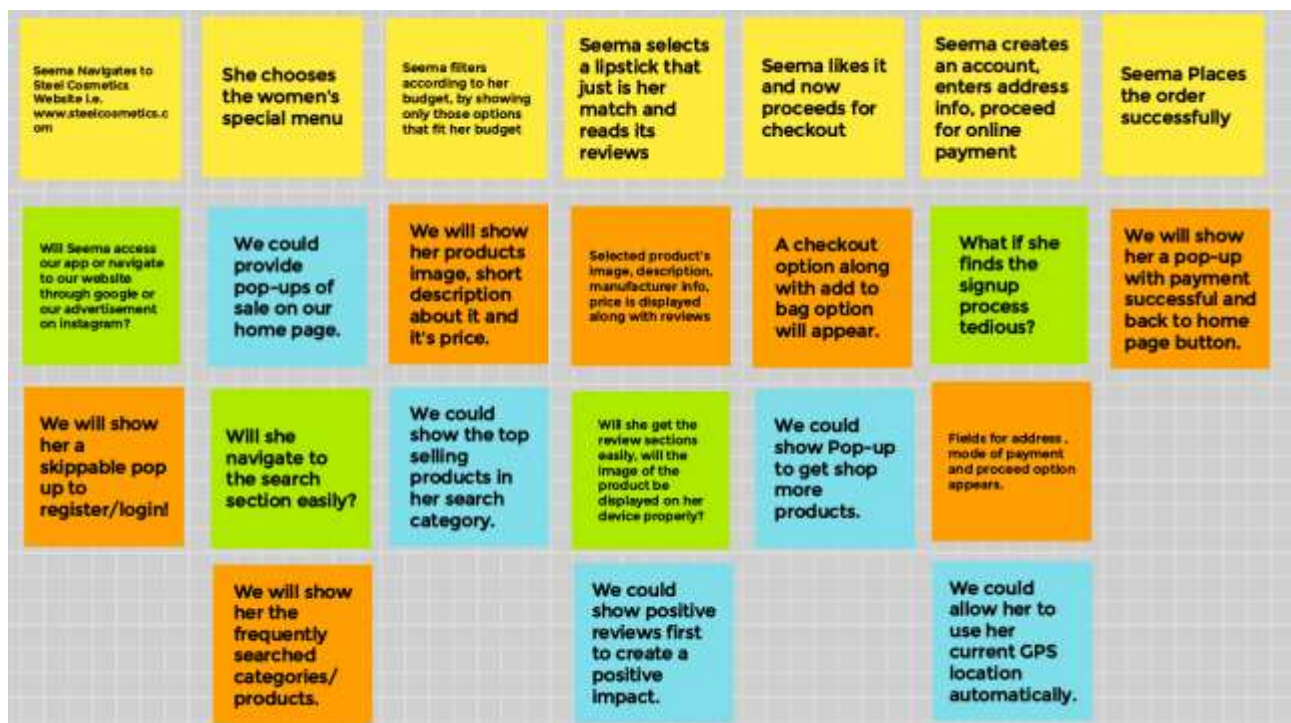 Seema Navigates to
Steel Cosmetics
Website i.e.
www.steelcosmetics.c
om
She chooses
the women's
special menu
Seema filters
according to her
budget, by showing
only those options
that fit her budget
Seema selects
a lipstick that
just is her
match and
reads its
reviews
Seema likes it
and now
proceeds for
checkout
Seema creates
an account,
enters address
info, proceed
for online
payment
Seema Places
the order
successfully
Will Seema access
our app or navigate
to our website
through google or
our advertisement
on instagram?
We could
provide
pop-ups of
sale on our
home page.
We will show
her products
image, short
description
about it and
it's price.
Selected product's
image, description,
manufacturer info,
price is displayed
along with reviews
A checkout
option along
with add to
bag option
will appear.
What if she
finds the
signup
process
tedious?
We will show
her a pop-up
with payment
successful and
back to home
page button.
We will show
her a
skippable pop
up to
register/login!
Will she
navigate to
the search
section easily?
We could
show the top
selling
products in
her search
category.
Will she get the
review sections
easily, will the
image of the
product be
displayed on her
device properly?
We could
show Pop-up
to get shop
more
products.
Fields for address ,
mode of payment
and proceed option
appears.
We will show
her the
frequently
searched
categories/
products.
We could
show positive
reviews first
to create a
positive
impact.
We could
allow her to
use her
current GPS
location
automatically.